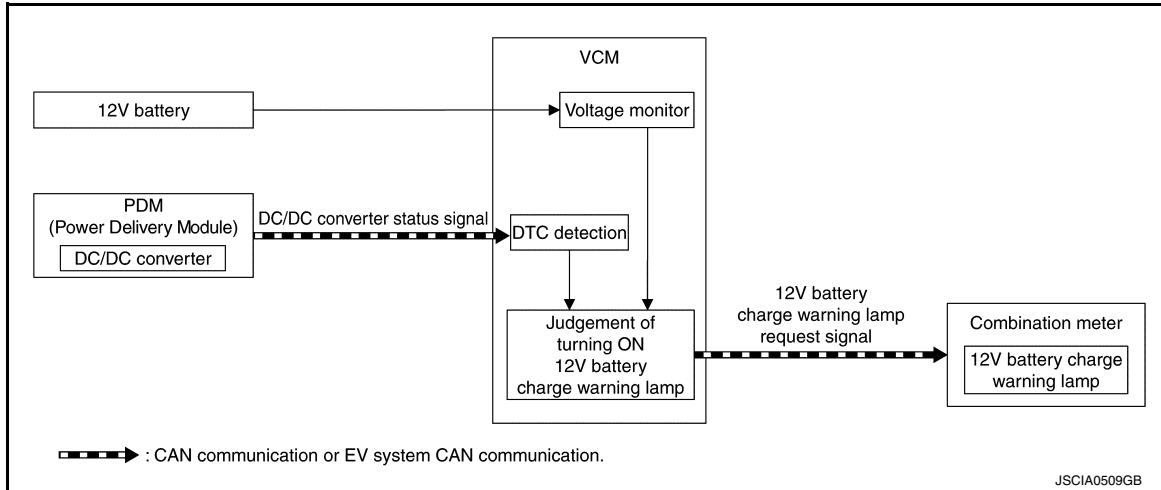 VCM
12V battery
Voltage monitor
PDM
(Power Delivery Module)
DC/DC converter
DC/DC converter status signal
DTC detection
Judgement of
turning ON
12V battery
charge warning lamp
12V battery
charge warning lamp
request signal
Combination meter
12V battery charge
warning lamp
: CAN communication or EV system CAN communication.
JSCIA0509GB